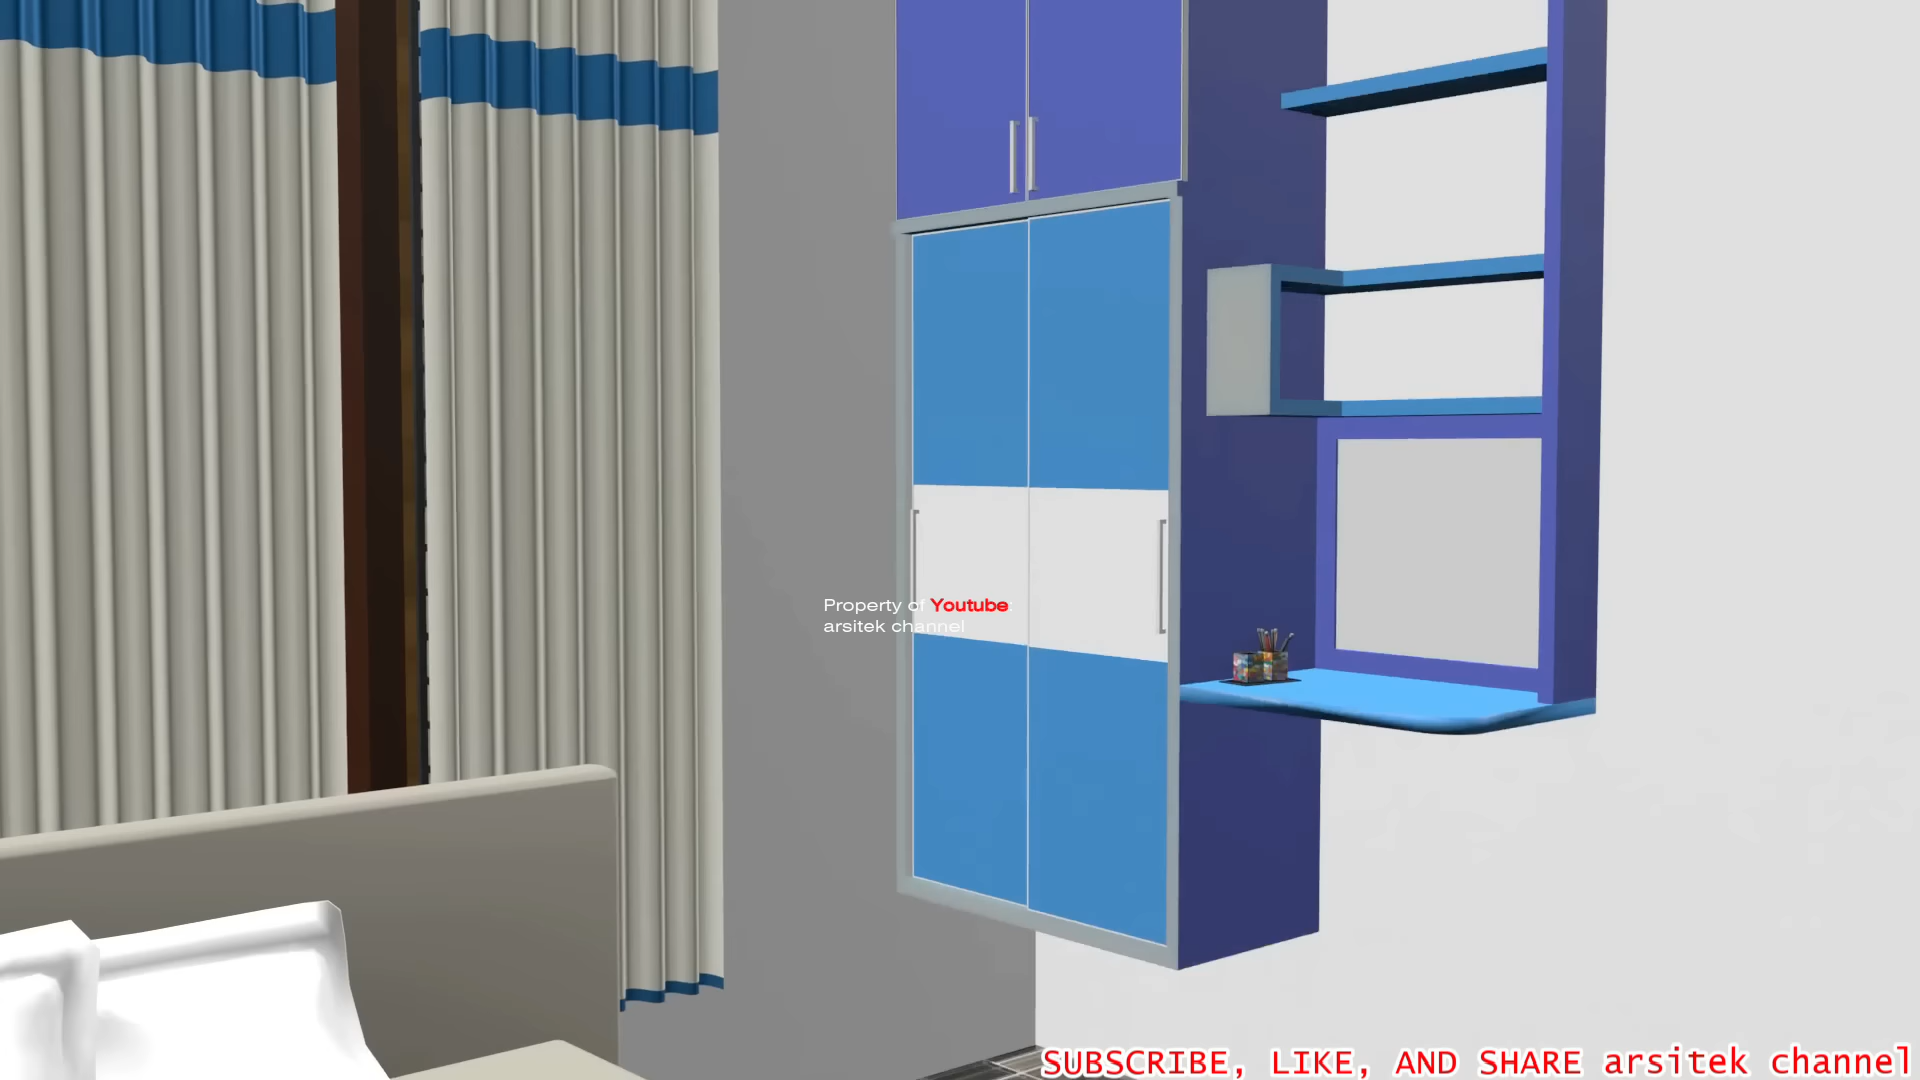 Property of Youtube:
arsitek channel
SUBSCRIBE, LIKE, AND SHARE arsitek channel